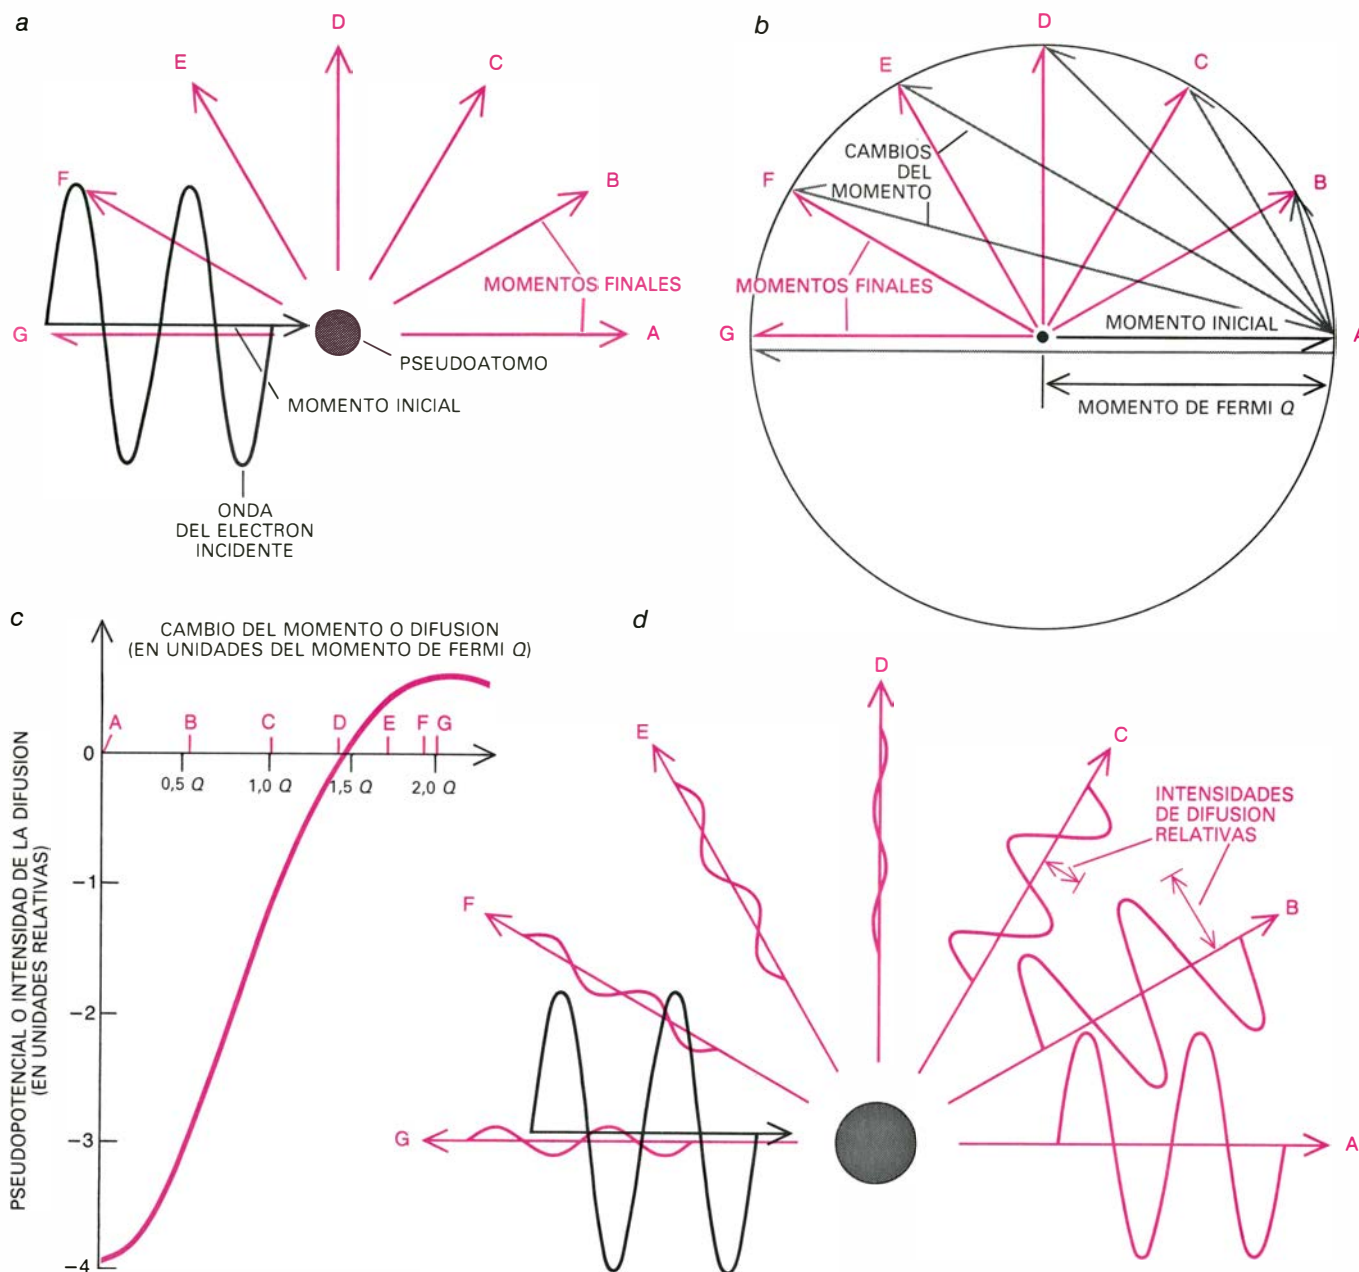 a
D
E
C
F
B
MOMENTOS FINALES
G
A
PSEUDOATOMO
MOMENTO INICIAL
ONDA
DEL ELECTRON
INCIDENTE
b
D
E
C
CAMBIOS
DEL
MOMENTO
F
B
MOMENTOS FINALES
MOMENTO INICIAL
G
A
MOMENTO DE FERMI Q
c
CAMBIO DEL MOMENTO O DIFUSION
(EN UNIDADES DEL MOMENTO DE FERMI Q)
A B C D E F G
0
0,5 Q 1,0 Q 1,5 Q 2,0 Q
−1
−2
−3
−4
PSEUDOPOTENCIAL O INTENSIDAD DE LA DIFUSION
(EN UNIDADES RELATIVAS)
d
D
E
C
INTENSIDADES
DE DIFUSION
RELATIVAS
F
B
G
A